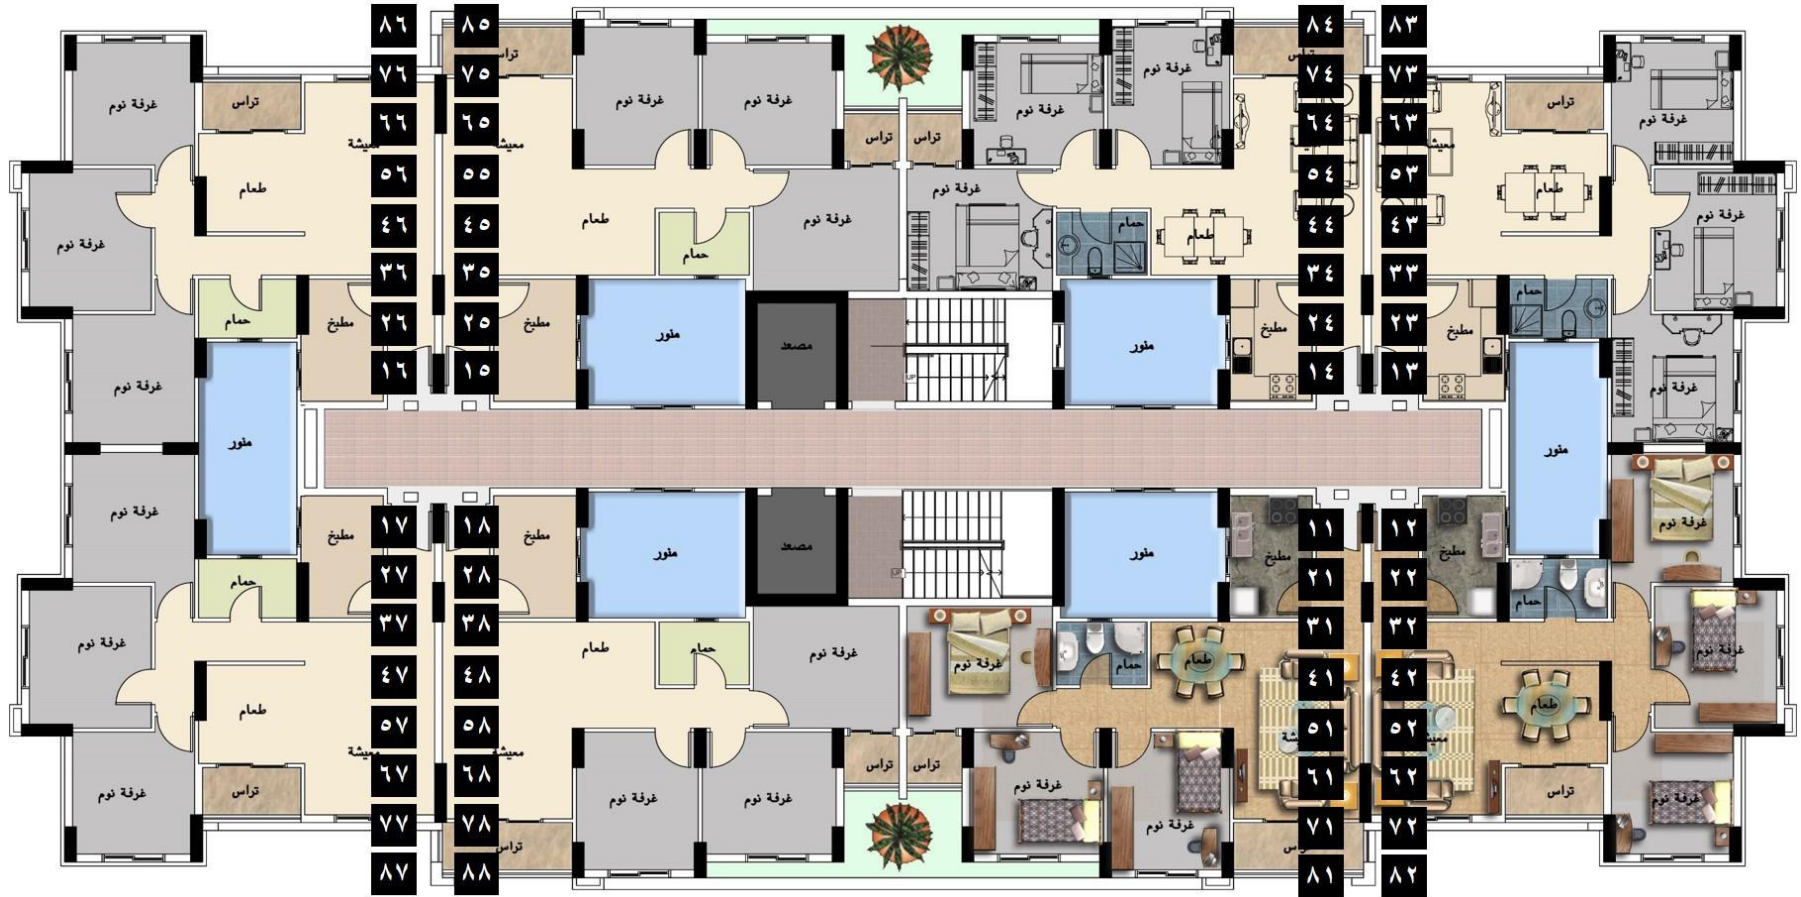 ٨٦ ٨٥ ٨٤ ٨٣
تراس تراس
٧٦ ٧٥ غرفة نوم ٧٤ ٧٣
غرفة نوم تراس غرفة نوم غرفة نوم غرفة نوم تراس غرفة نوم
٦٦ ٦٥ ٦٤ ٦٣
معيشة معيشة تراس تراس معيشة معيشة
٥٦ ٥٥ ٥٤ ٥٣
طعام غرفة نوم طعام
غرفة نوم ٤٦ ٤٥ طعام غرفة نوم حمام طعام ٤٤ ٤٣ غرفة نوم
حمام
٣٦ ٣٥ ٣٤ ٣٣
حمام حمام
٢٦ مطبخ ٢٥ مطبخ منور مصعد منور مطبخ ٢٤ ٢٣ مطبخ
UP
١٦ ١٥ ١٤ ١٣
غرفة نوم غرفة نوم
منور منور
غرفة نوم ١٧ ١٨ ١١ ١٢ غرفة نوم
مطبخ مطبخ منور مصعد منور مطبخ مطبخ
UP
حمام ٢٧ ٢٨ ٢١ ٢٢ حمام
٣٧ ٣٨ ٣١ ٣٢
غرفة نوم طعام حمام غرفة نوم غرفة نوم حمام طعام غرفة نوم
٤٧ ٤٨ ٤١ ٤٢
طعام طعام
٥٧ ٥٨ ٥١ ٥٢
معيشة معيشة معيشة معيشة
٦٧ ٦٨ تراس تراس ٦١ ٦٢
غرفة نوم تراس غرفة نوم غرفة نوم غرفة نوم تراس غرفة نوم
٧٧ ٧٨ غرفة نوم ٧١ ٧٢
تراس تراس
٨٧ ٨٨ ٨١ ٨٢